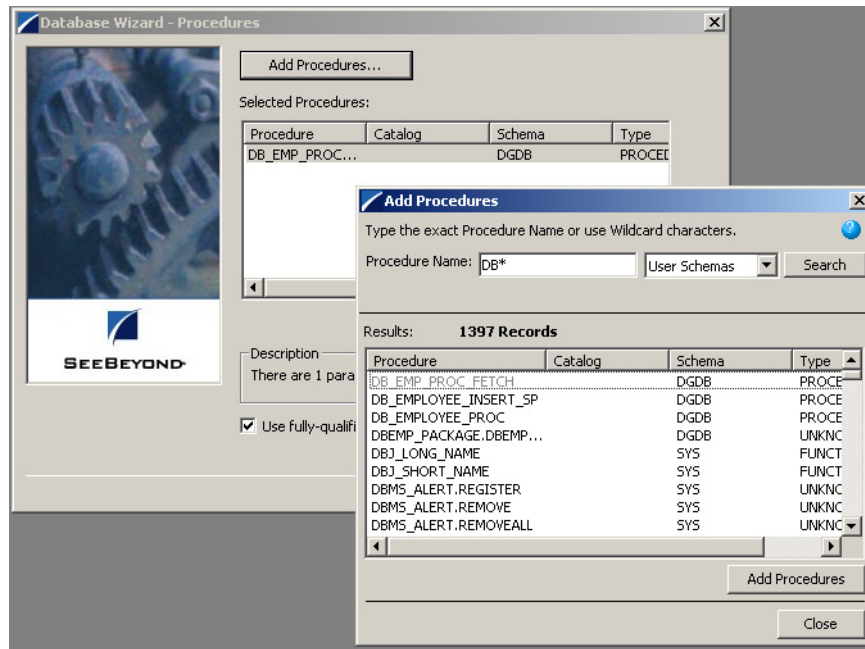 Database Wizard - Procedures
Add Procedures...
Selected Procedures:
Procedure Catalog Schema Type
DB_EMP_PROC... DGDB PROCED
SEEBEYOND
Description
There are 1 para
Use fully-qualifi
Add Procedures
Type the exact Procedure Name or use Wildcard characters.
Procedure Name: DB* User Schemas Search
Results: 1397 Records
Procedure Catalog Schema Type
DB_EMP_PROC_FETCH DGDB PROCE
DB_EMPLOYEE_INSERT_SP DGDB PROCE
DB_EMPLOYEE_PROC DGDB PROCE
DBEMP_PACKAGE.DBEMP... DGDB UNKNC
DBJ_LONG_NAME SYS FUNCT
DBJ_SHORT_NAME SYS FUNCT
DBMS_ALERT.REGISTER SYS UNKNC
DBMS_ALERT.REMOVE SYS UNKNC
DBMS_ALERT.REMOVEALL SYS UNKNC
Add Procedures
Close